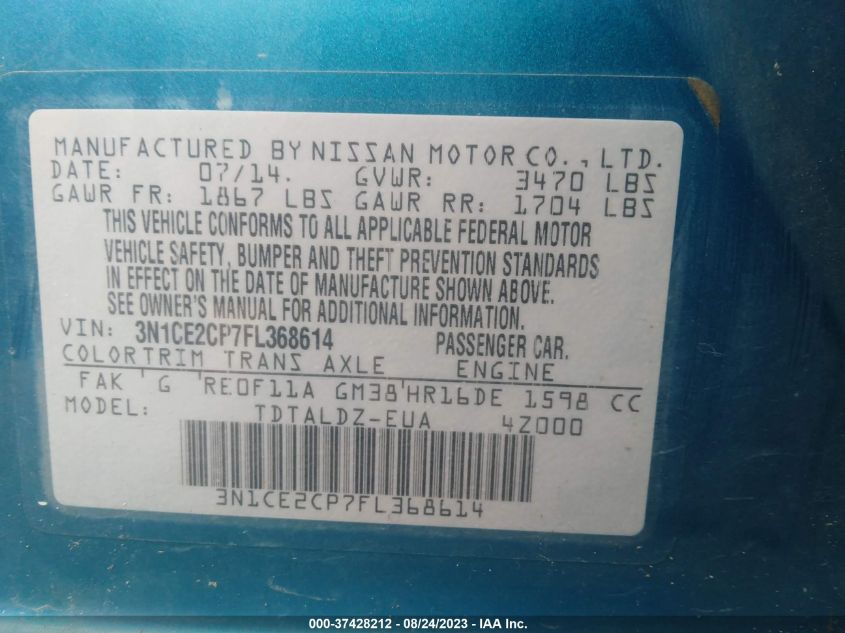 MANUFACTURED BY NISSAN MOTOR CO., LTD.
DATE: 07/14. GVWR: 3470 LBS
GAWR FR: 1867 LBS GAWR RR: 1704 LBS
THIS VEHICLE CONFORMS TO ALL APPLICABLE FEDERAL MOTOR
VEHICLE SAFETY, BUMPER AND THEFT PREVENTION STANDARDS
IN EFFECT ON THE DATE OF MANUFACTURE SHOWN ABOVE.
SEE OWNER'S MANUAL FOR ADDITIONAL INFORMATION.
VIN: 3N1CE2CP7FL368614 PASSENGER CAR.
COLORTRIM TRANS AXLE ENGINE
FAK ' G 'RE0F11A GM38'HR16DE 1598 CC
MODEL: TDTALDZ-EUA 4Z000
3N1CE2CP7FL368614
000-37428212 - 08/24/2023 - IAA Inc.